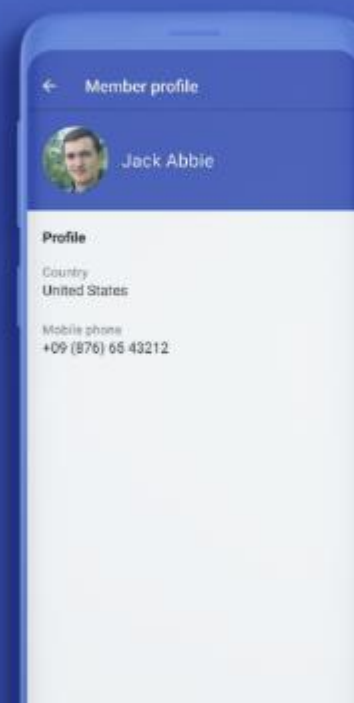 Member profile
Jack Abbie
Profile
Country
United States
Mobile phone
+09 (876) 65 43212